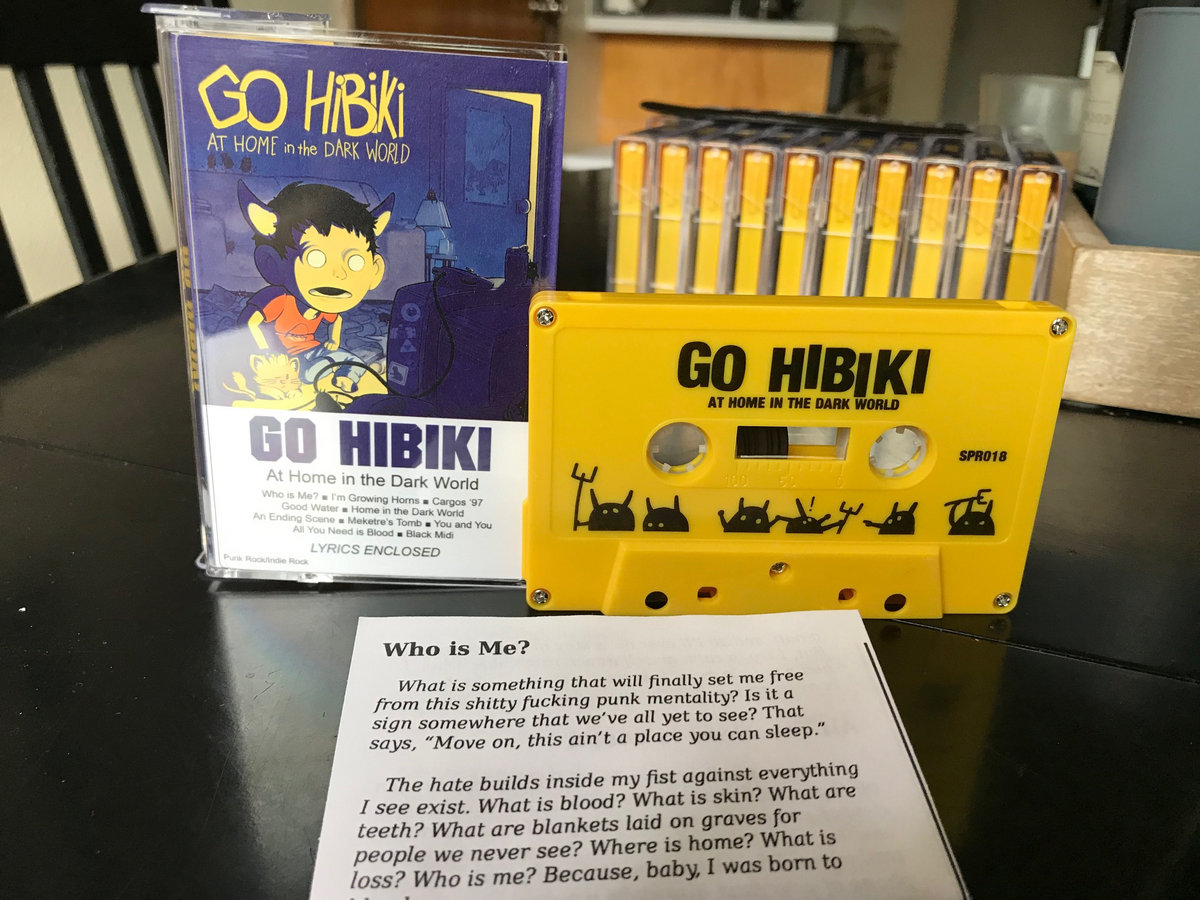 GO HiBiKi
AT HOME in the DARK WORLD
GO HIBIKI
At Home in the Dark World
Who is Me? ■ I'm Growing Horns ■ Cargos '97
Good Water ■ Home in the Dark World
An Ending Scene ■ Meketre's Tomb ■ You and You
All You Need is Blood ■ Black Midi
LYRICS ENCLOSED
Punk Rock/Indie Rock
GO HIBIKI
AT HOME IN THE DARK WORLD
SPR018
100 50 0
Who is Me?
What is something that will finally set me free
from this shitty fucking punk mentality? Is it a
sign somewhere that we've all yet to see? That
says, “Move on, this ain't a place you can sleep.”
The hate builds inside my fist against everything
I see exist. What is blood? What is skin? What are
teeth? What are blankets laid on graves for
people we never see? Where is home? What is
loss? Who is me? Because, baby, I was born to